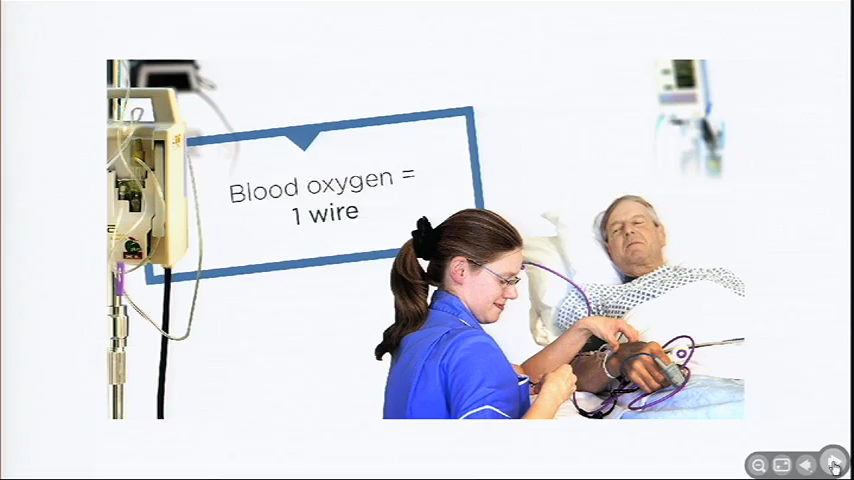 Blood oxygen =
1 wire